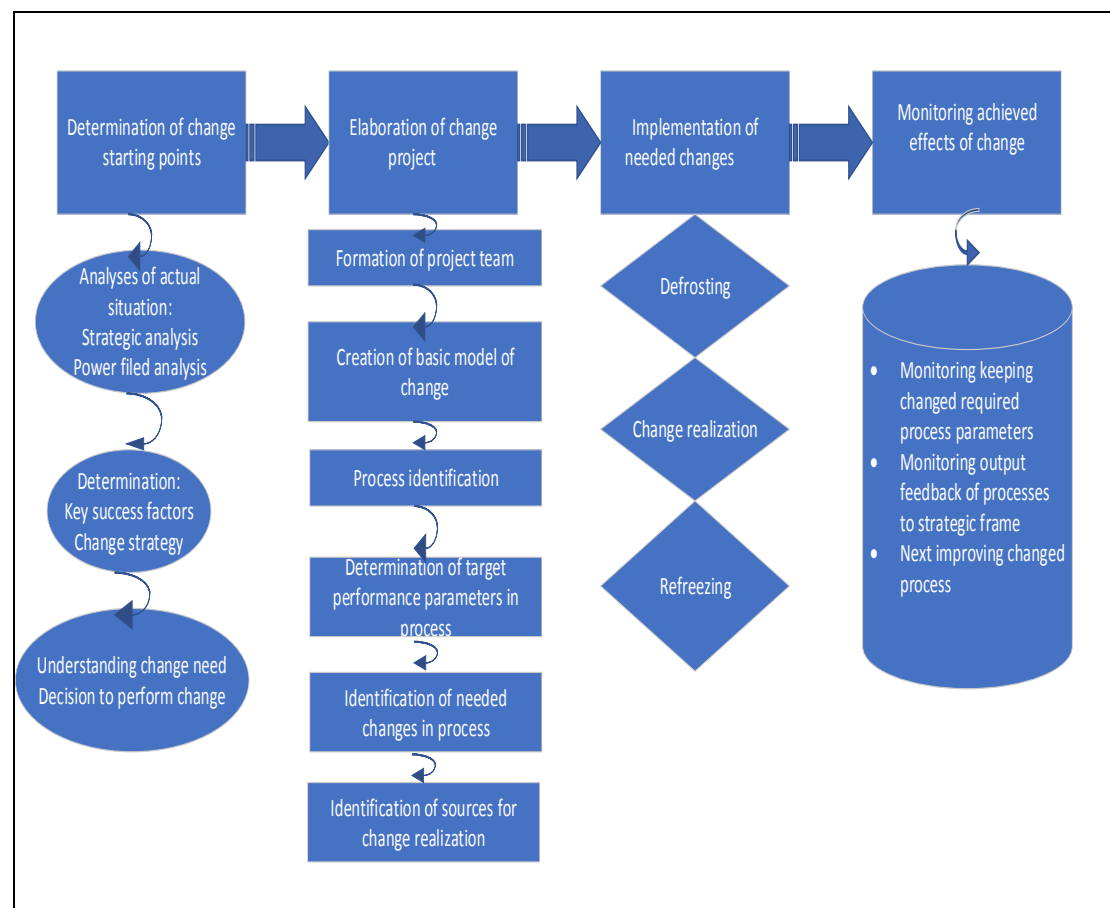 Determination of change
starting points
Elaboration of change
project
Implementation of
needed changes
Monitoring achieved
effects of change
Analyses of actual
situation:
Strategic analysis
Power filed analysis
Determination:
Key success factors
Change strategy
Understanding change need
Decision to perform change
Formation of project team
Creation of basic model of
change
Process identification
Determination of target
performance parameters in
process
Identification of needed
changes in process
Identification of sources for
change realization
Defrosting
Change realization
Refreezing
• Monitoring keeping
changed required
process parameters
• Monitoring output
feedback of processes
to strategic frame
• Next improving changed
process